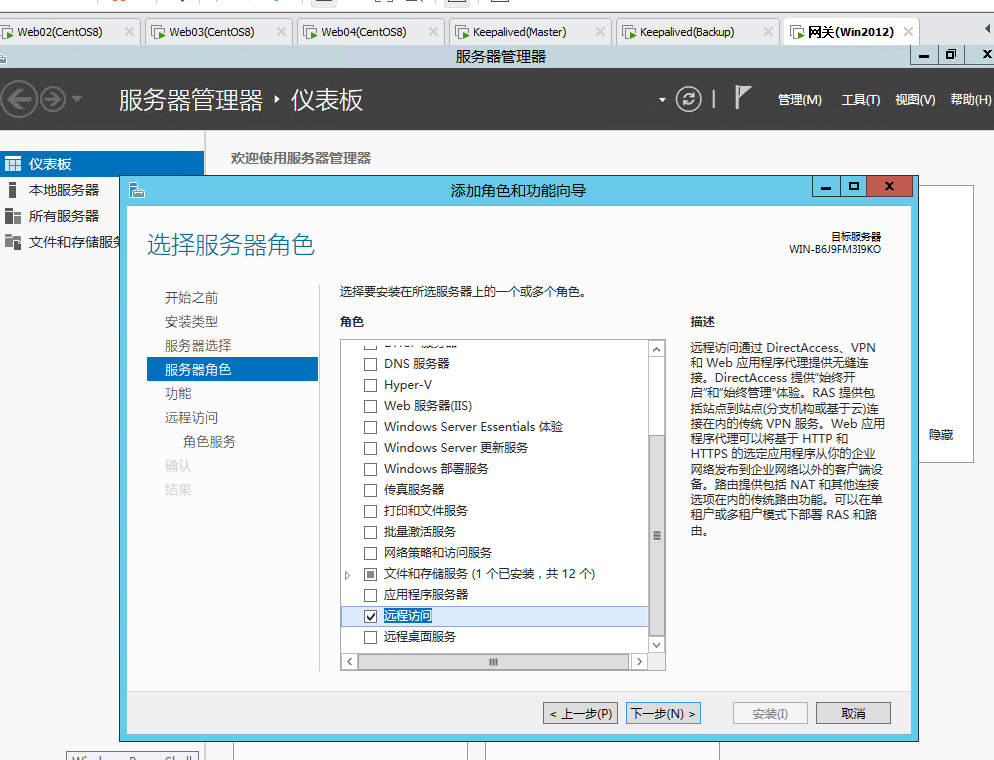 Web02(CentOS8)
Web03(CentOS8)
Web04(CentOS8)
Keepalived(Master)
Keepalived(Backup)
网关(Win2012)
服务器管理器
服务器管理器 · 仪表板
管理(M)
工具(T)
视图(V)
帮助(H)
仪表板
本地服务器
所有服务器
文件和存储服务
欢迎使用服务器管理器
添加角色和功能向导
选择服务器角色
目标服务器
WIN-B6J9FM3I9KO
开始之前
安装类型
服务器选择
服务器角色
功能
远程访问
角色服务
确认
结果
选择要安装在所选服务器上的一个或多个角色。
角色
DHCP 服务器
DNS 服务器
Hyper-V
Web 服务器(IIS)
Windows Server Essentials 体验
Windows Server 更新服务
Windows 部署服务
传真服务器
打印和文件服务
批量激活服务
网络策略和访问服务
文件和存储服务 (1 个已安装，共 12 个)
应用程序服务器
远程访问
远程桌面服务
描述
远程访问通过 DirectAccess、VPN
和 Web 应用程序代理提供无缝连
接。DirectAccess 提供“始终开
启”和“始终管理”体验。RAS 提供包
括站点到站点(分支机构或基于云)连
接在内的传统 VPN 服务。Web 应用
程序代理可以将基于 HTTP 和
HTTPS 的选定应用程序从你的企业
网络发布到企业网络以外的客户端设
备。路由提供包括 NAT 和其他连接
选项在内的传统路由功能。可以在单
租户或多租户模式下部署 RAS 和路
由。
隐藏
< 上一步(P)
下一步(N) >
安装(I)
取消
Windows PowerShell